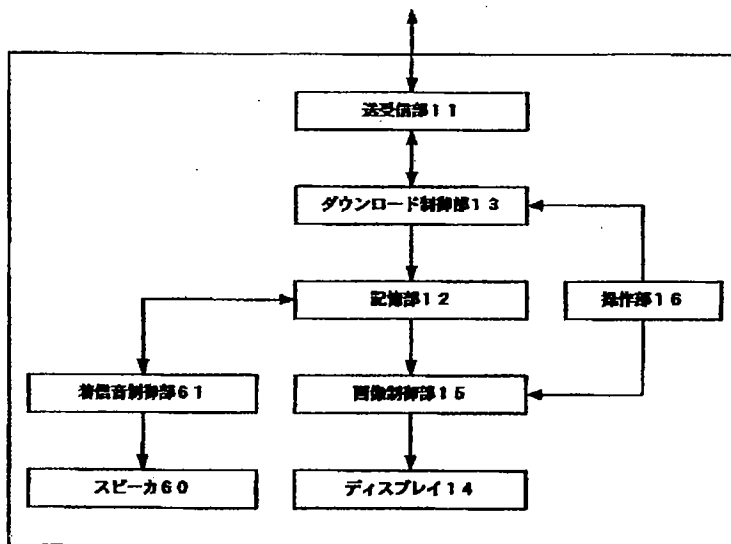 送受信部11
ダウンロード制御部13
記憶部12
操作部16
着信音制御部61
画像制御部15
スピーカ60
ディスプレイ14